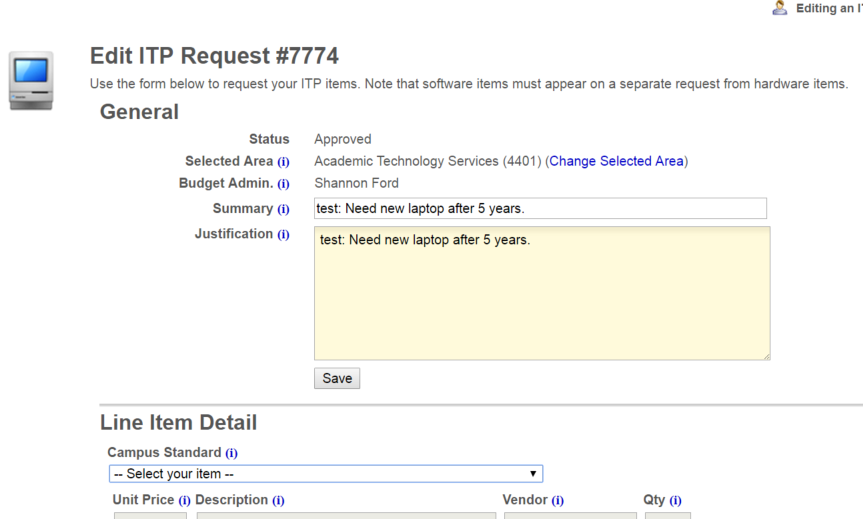 Editing an I
Edit ITP Request #7774
Use the form below to request your ITP items. Note that software items must appear on a separate request from hardware items.
General
Status Approved
Selected Area (i) Academic Technology Services (4401) (Change Selected Area)
Budget Admin. (i) Shannon Ford
Summary (i) test: Need new laptop after 5 years.
Justification (i) test: Need new laptop after 5 years.
Save
Line Item Detail
Campus Standard (i)
-- Select your item --
Unit Price (i) Description (i) Vendor (i) Qty (i)